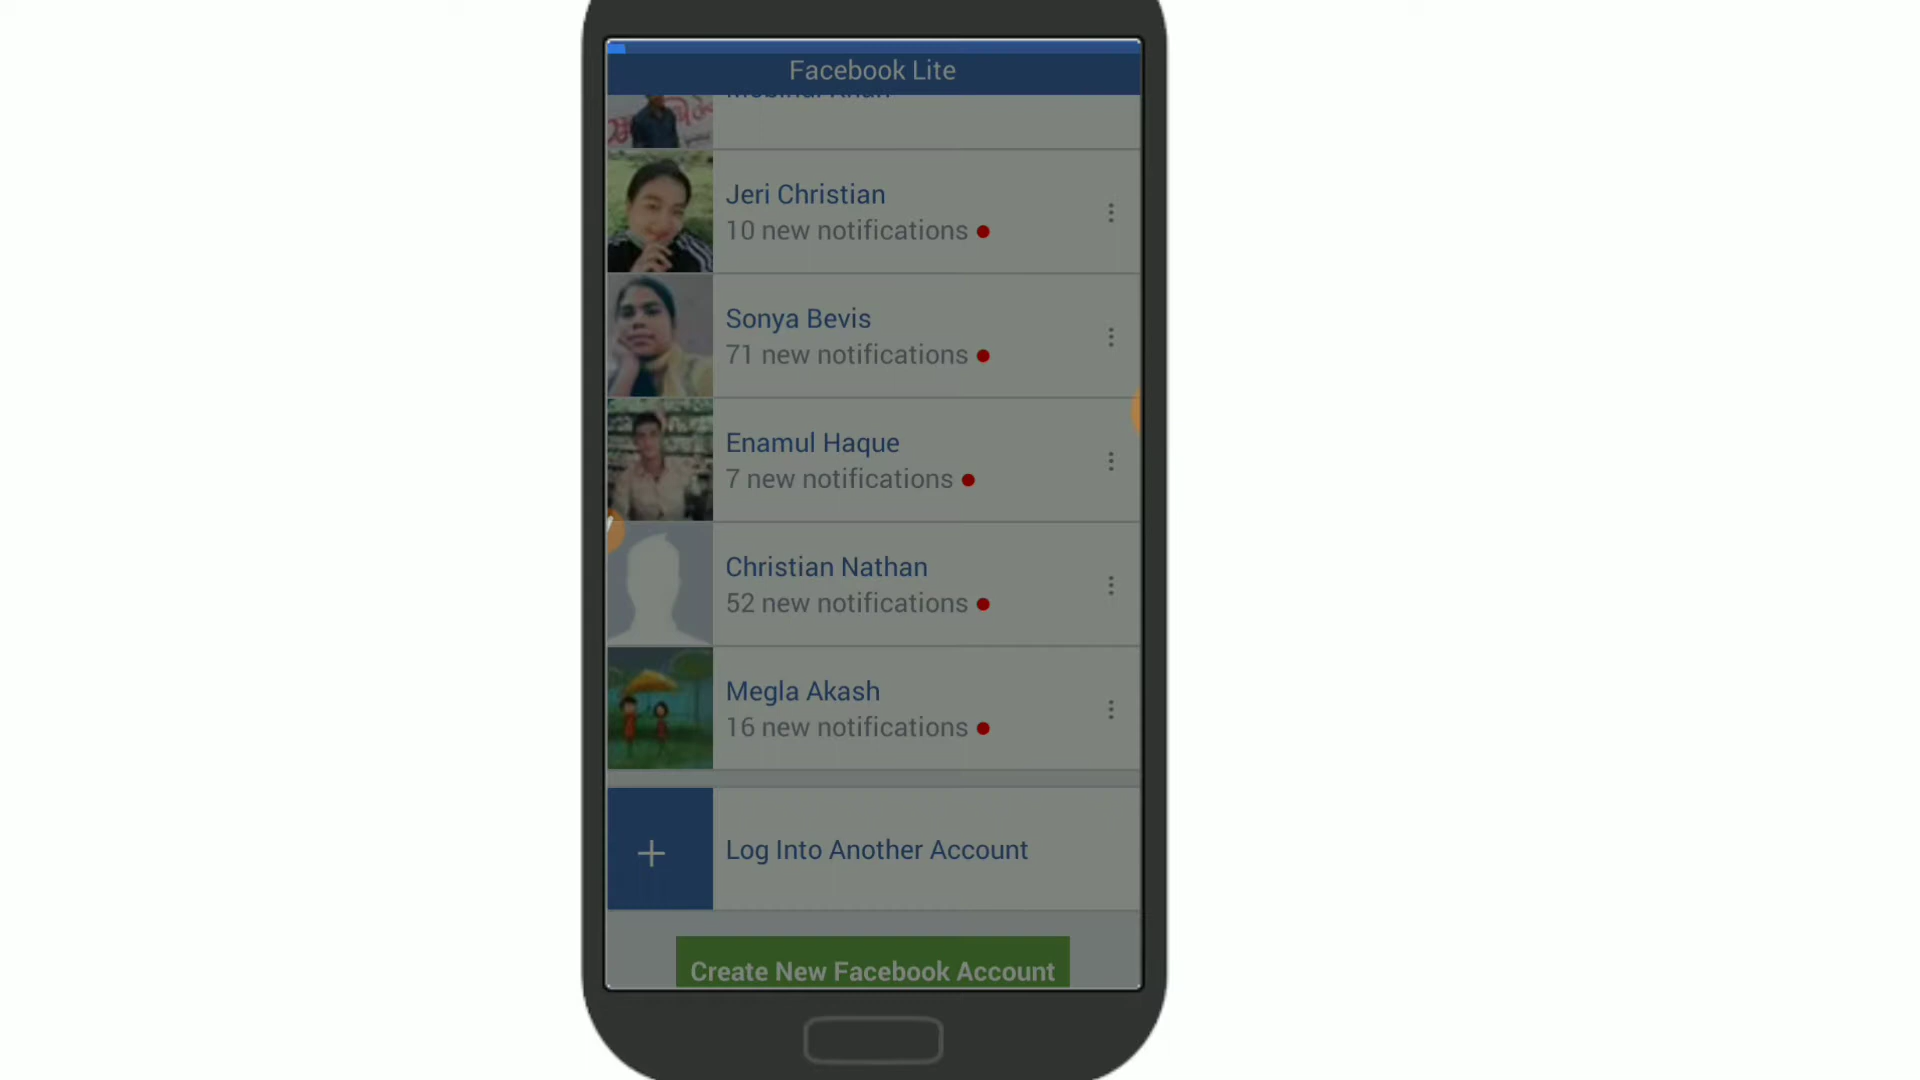 Facebook Lite
Jeri Christian
10 new notifications
Sonya Bevis
71 new notifications
Enamul Haque
7 new notifications
Christian Nathan
52 new notifications
Megla Akash
16 new notifications
Log Into Another Account
Create New Facebook Account